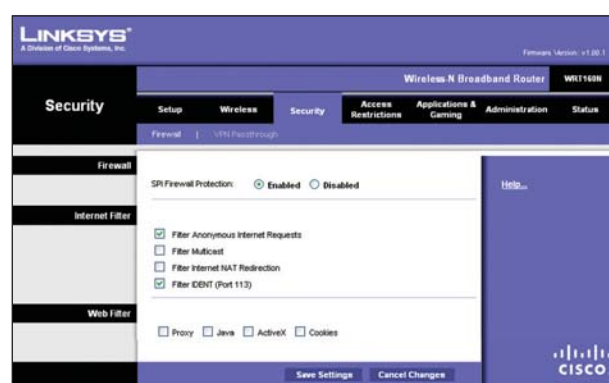 LINKSYS®
A Division of Cisco Systems, Inc.
Firmware Version: v1.00.1
Wireless-N Broadband Router WRT160N
Security
Setup Wireless Security Access Restrictions Applications & Gaming Administration Status
Firewall | VPN Passthrough
Firewall
SPI Firewall Protection: Enabled Disabled
Help...
Internet Filter
Filter Anonymous Internet Requests
Filter Multicast
Filter Internet NAT Redirection
Filter IDENT (Port 113)
Web Filter
Proxy Java ActiveX Cookies
Save Settings Cancel Changes
CISCO